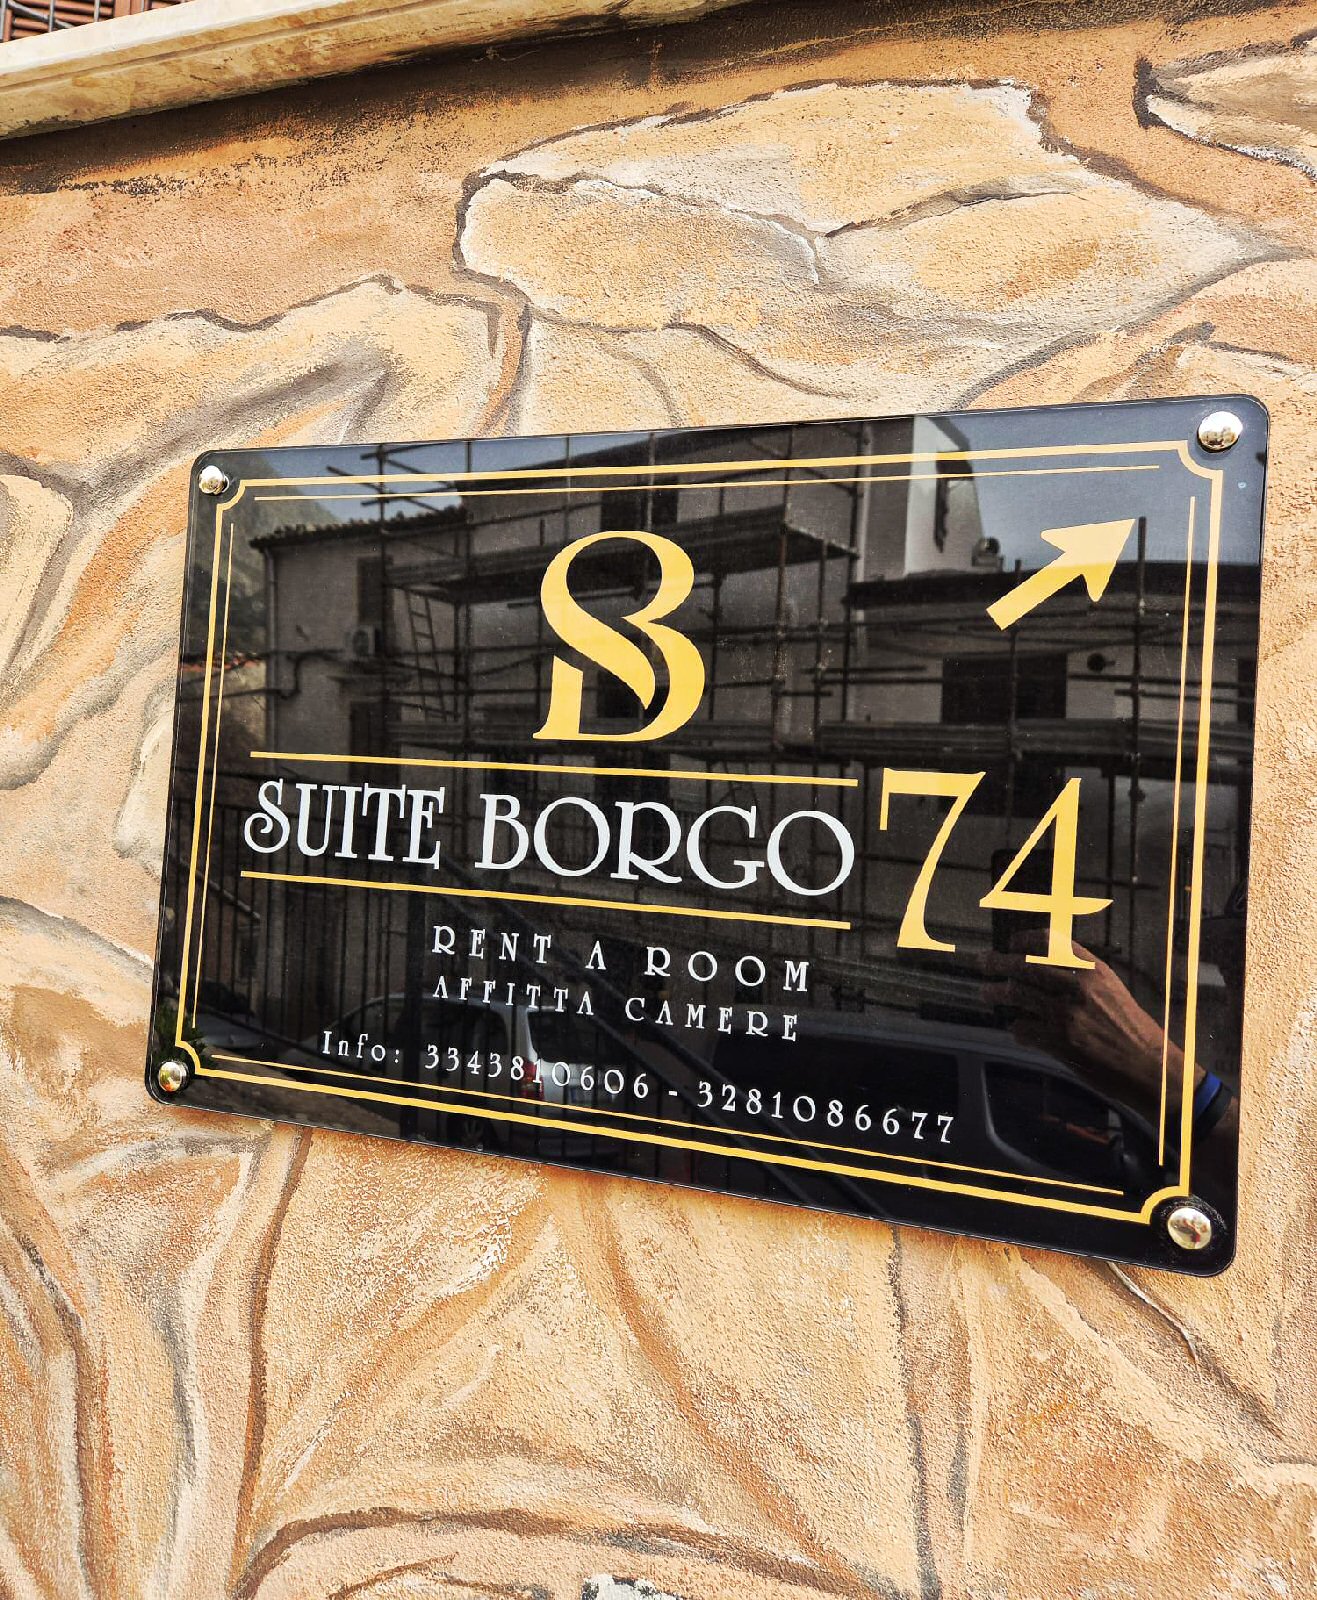 SB
SUITE BORGO 74
RENT A ROOM
AFFITTA CAMERE
Info: 3343810606 - 3281086677